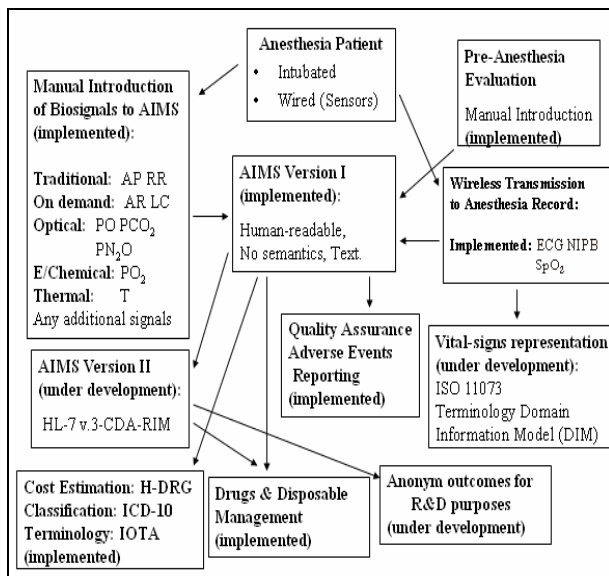 Anesthesia Patient
• Intubated
• Wired (Sensors)
Pre-Anesthesia
Evaluation
Manual Introduction
(implemented)
Manual Introduction
of Biosignals to AIMS
(implemented):
Traditional: AP RR
On demand: AR LC
Optical: PO PCO₂
PN₂O
E/Chemical: PO₂
Thermal: T
Any additional signals
AIMS Version I
(implemented):
Human-readable,
No semantics, Text.
Wireless Transmission
to Anesthesia Record:
Implemented: ECG NIPB
SpO₂
Quality Assurance
Adverse Events
Reporting
(implemented)
Vital-signs representation
(under development):
ISO 11073
Terminology Domain
Information Model (DIM)
AIMS Version II
(under development):
HL-7 v.3-CDA-RIM
Cost Estimation: H-DRG
Classification: ICD-10
Terminology: IOTA
(implemented)
Drugs & Disposable
Management
(implemented)
Anonym outcomes for
R&D purposes
(under development)